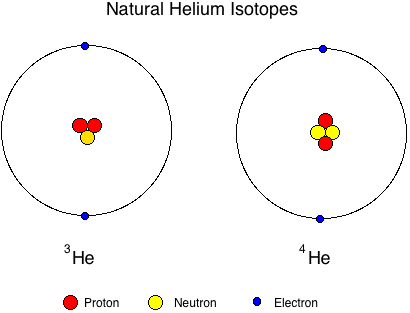 Natural Helium Isotopes
³He
⁴He
Proton
Neutron
Electron